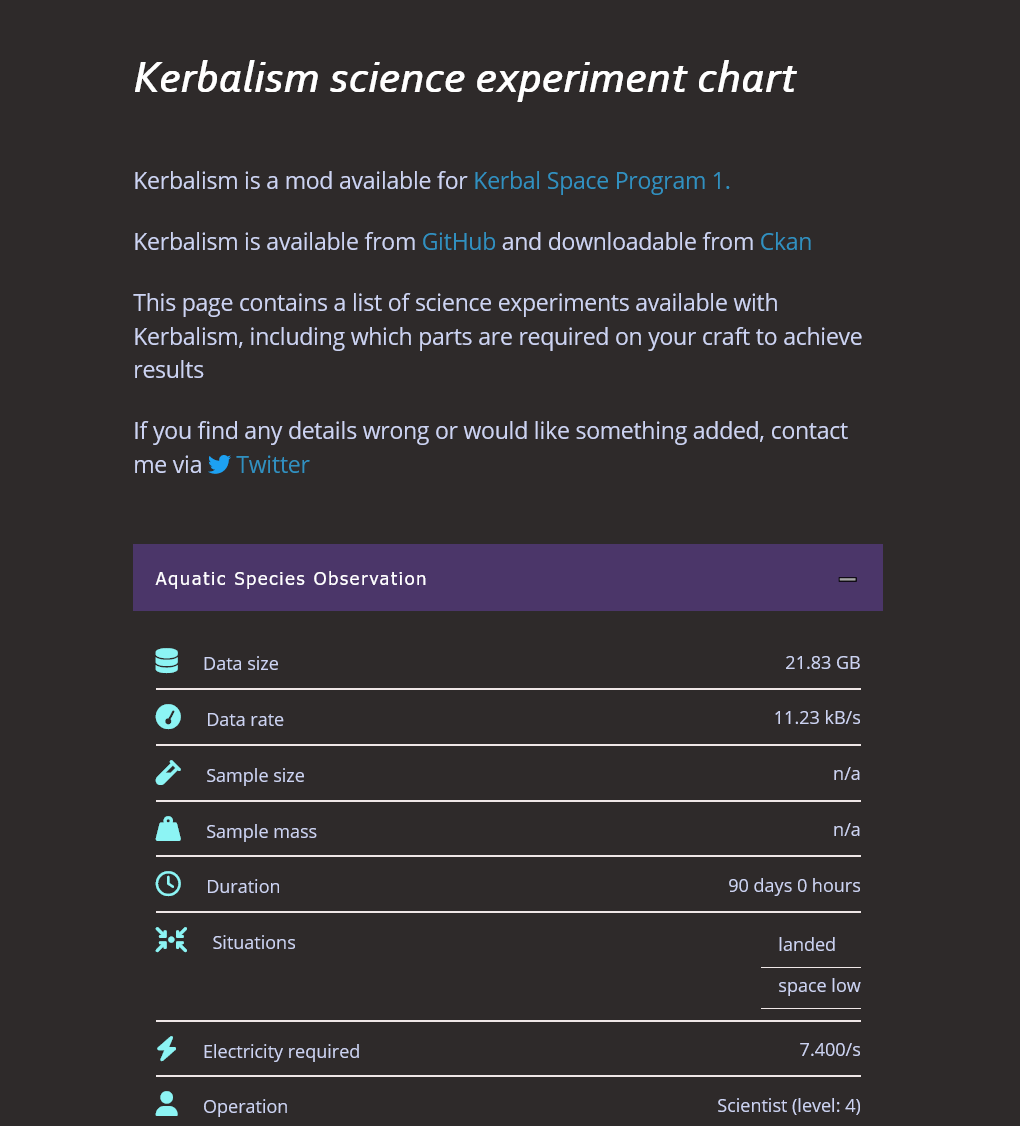 Kerbalism science experiment chart
Kerbalism is a mod available for Kerbal Space Program 1.
Kerbalism is available from GitHub and downloadable from Ckan
This page contains a list of science experiments available with
Kerbalism, including which parts are required on your craft to achieve
results
If you find any details wrong or would like something added, contact
me via Twitter
Aquatic Species Observation
Data size 21.83 GB
Data rate 11.23 kB/s
Sample size n/a
Sample mass n/a
Duration 90 days 0 hours
Situations landed
space low
Electricity required 7.400/s
Operation Scientist (level: 4)